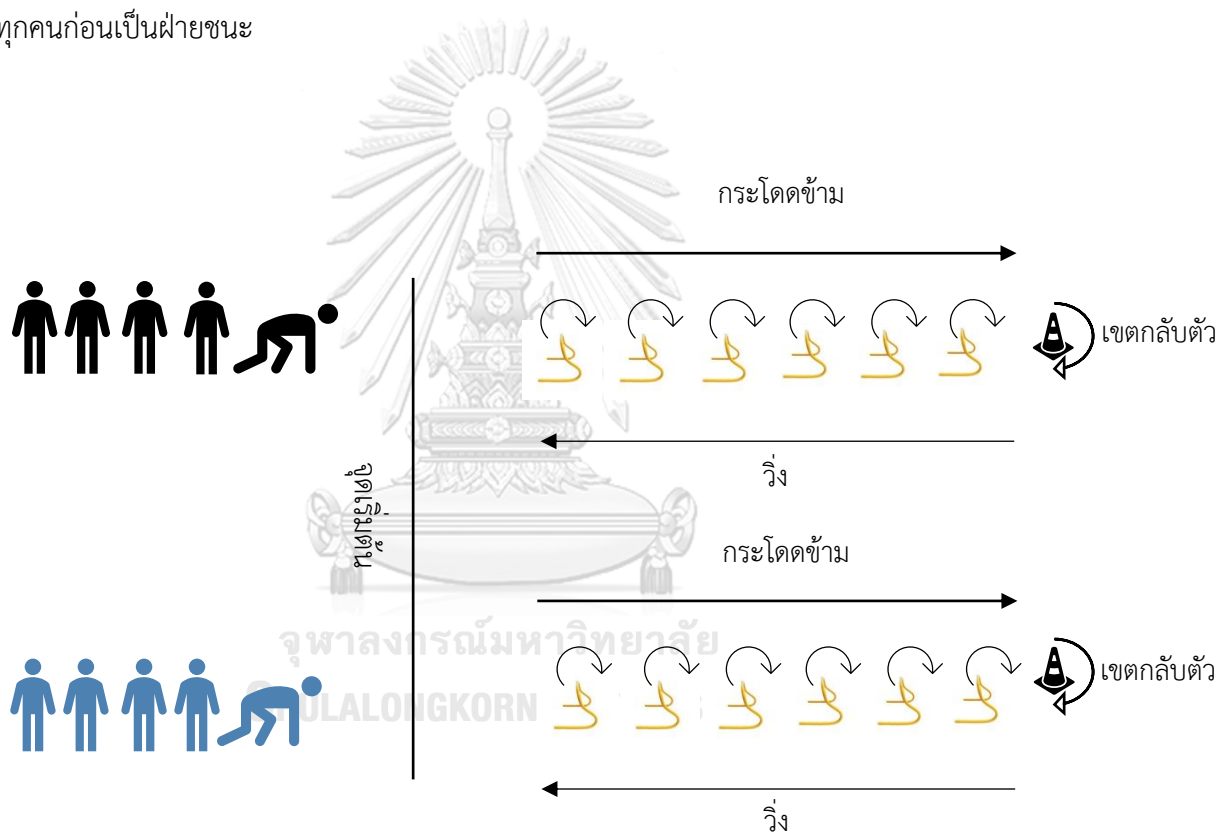 ทุกคนก่อนเป็นฝ่ายชนะ
กระโดดข้าม
เขตกลับตัว
วิ่ง
จุดเริ่มต้น
กระโดดข้าม
จุฬาลงกรณ์มหาวิทยาลัย
เขตกลับตัว
ULALONGKORN
วิ่ง